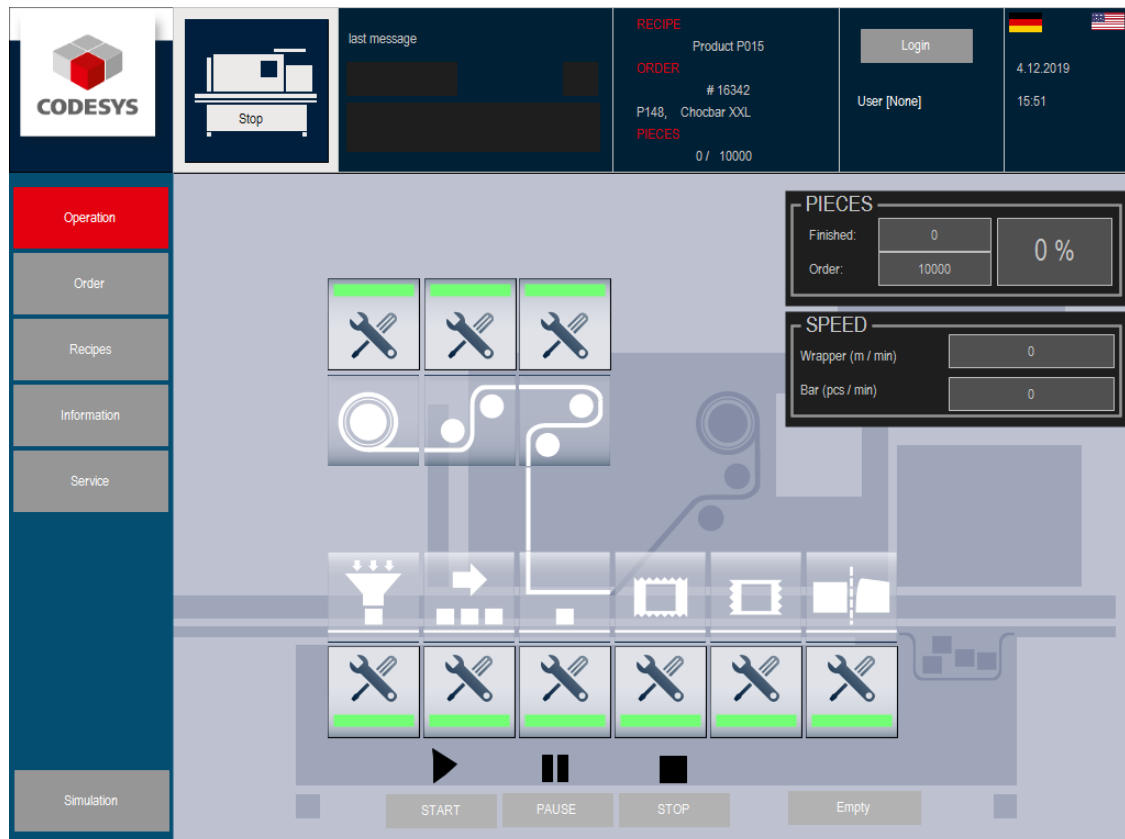 CODESYS
Stop
last message
RECIPE
Product P015
ORDER
# 16342
P148, Chocbar XXL
PIECES
0 / 10000
Login
User [None]
4.12.2019
15:51
Operation
Order
Recipes
Information
Service
Simulation
PIECES
Finished: 0
Order: 10000
0 %
SPEED
Wrapper (m / min) 0
Bar (pcs / min) 0
START
PAUSE
STOP
Empty